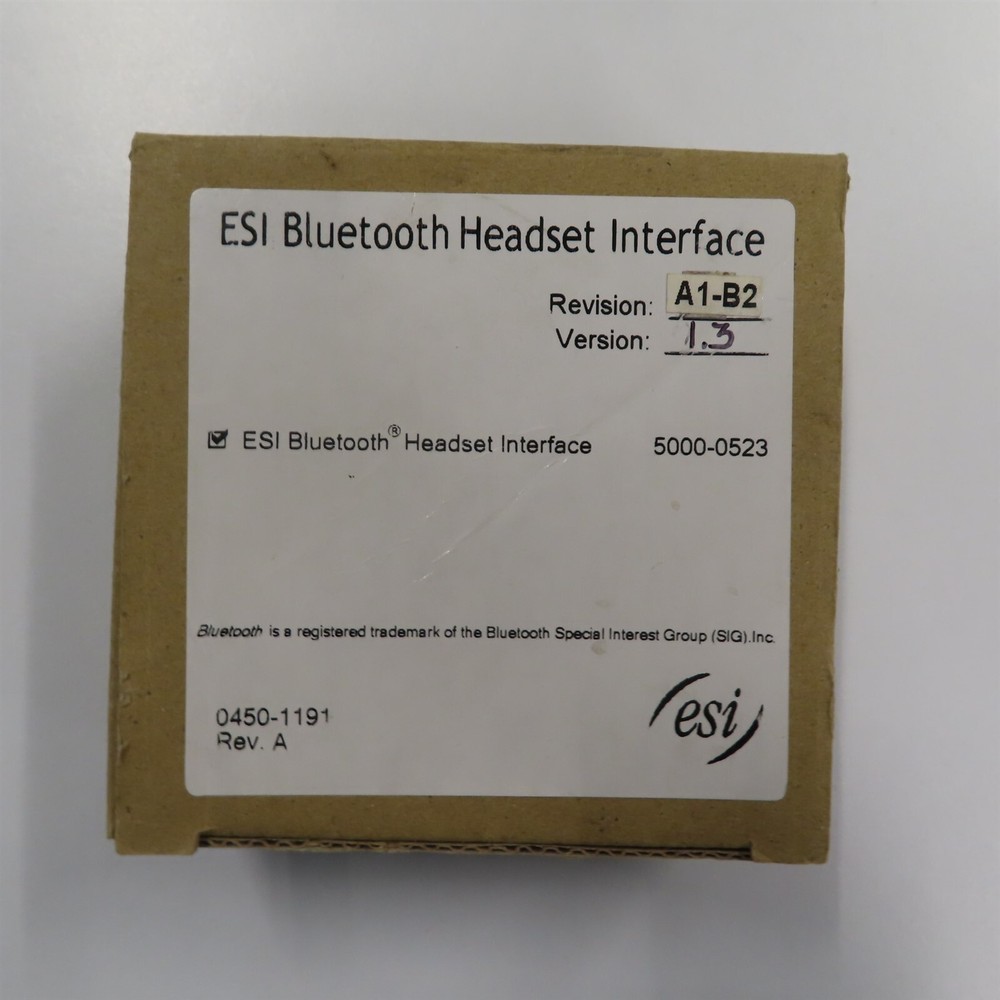 ESI Bluetooth Headset Interface
Revision: A1-B2
Version: 1.3
ESI Bluetooth® Headset Interface 5000-0523
Bluetooth is a registered trademark of the Bluetooth Special Interest Group (SIG).Inc.
0450-1191
Rev. A
esi